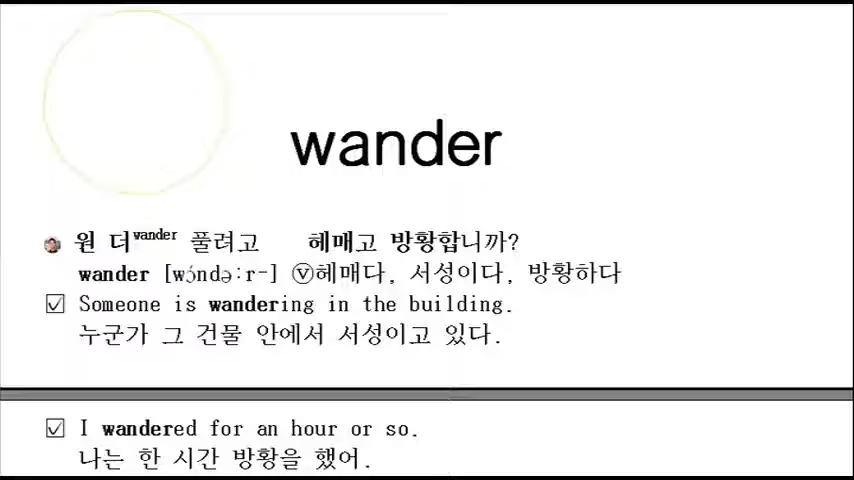 wander
원 더wander 풀려고 헤매고 방황합니까?
wander [wɔ́ndəːr-] ⓥ헤매다, 서성이다, 방황하다
☑ Someone is wandering in the building.
누군가 그 건물 안에서 서성이고 있다.
☑ I wandered for an hour or so.
나는 한 시간 방황을 했어.